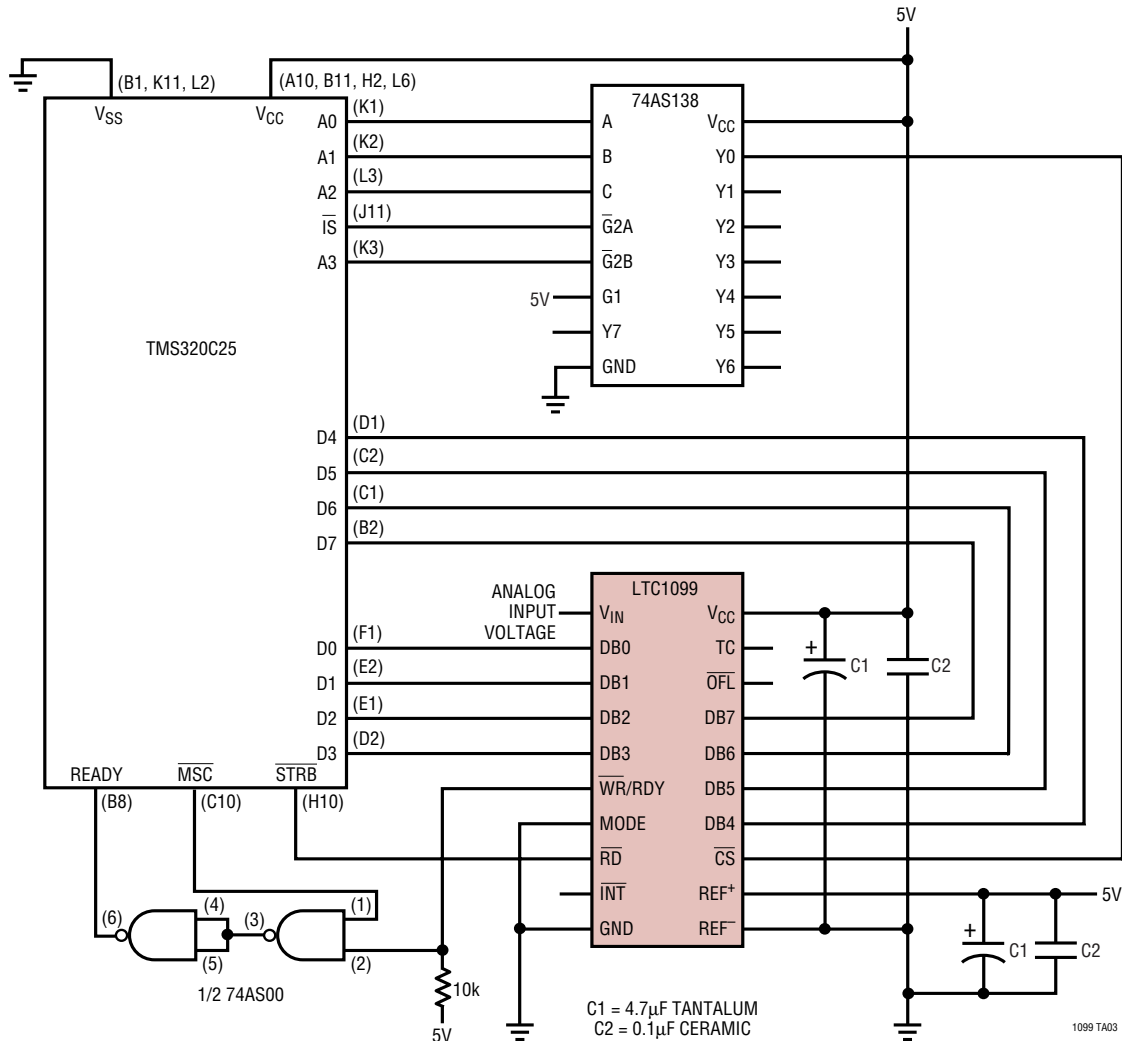 5V
(B1, K11, L2)
(A10, B11, H2, L6)
VSS
VCC
TMS320C25
A0
(K1)
A1
(K2)
A2
(L3)
IS
(J11)
A3
(K3)
D4
(D1)
D5
(C2)
D6
(C1)
D7
(B2)
D0
(F1)
D1
(E2)
D2
(E1)
D3
(D2)
READY
MSC
STRB
(B8)
(C10)
(H10)
74AS138
A
VCC
B
Y0
C
Y1
G2A
Y2
G2B
Y3
5V
G1
Y4
Y7
Y5
GND
Y6
ANALOG
INPUT
VOLTAGE
LTC1099
VIN
VCC
DB0
TC
DB1
OFL
DB2
DB7
DB3
DB6
WR/RDY
DB5
MODE
DB4
RD
CS
INT
REF+
GND
REF–
+
C1
C2
5V
+
C1
C2
(6)
(4)
(5)
(3)
(1)
(2)
1/2 74AS00
10k
5V
C1 = 4.7µF TANTALUM
C2 = 0.1µF CERAMIC
1099 TA03